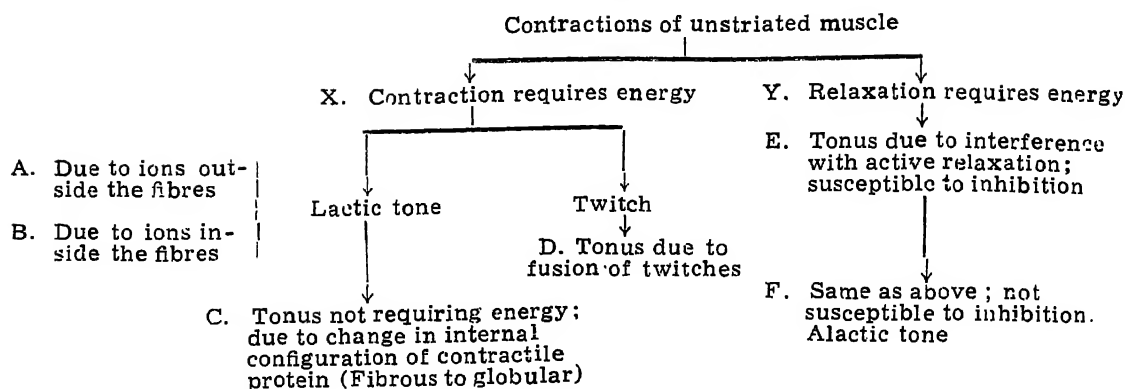 Contractions of unstriated muscle
X. Contraction requires energy
Y. Relaxation requires energy
A. Due to ions out-
side the fibres
B. Due to ions in-
side the fibres
Lactic tone
Twitch
D. Tonus due to
fusion of twitches
C. Tonus not requiring energy;
due to change in internal
configuration of contractile
protein (Fibrous to globular)
E. Tonus due to interference
with active relaxation;
susceptible to inhibition
F. Same as above; not
susceptible to inhibition.
Alactic tone